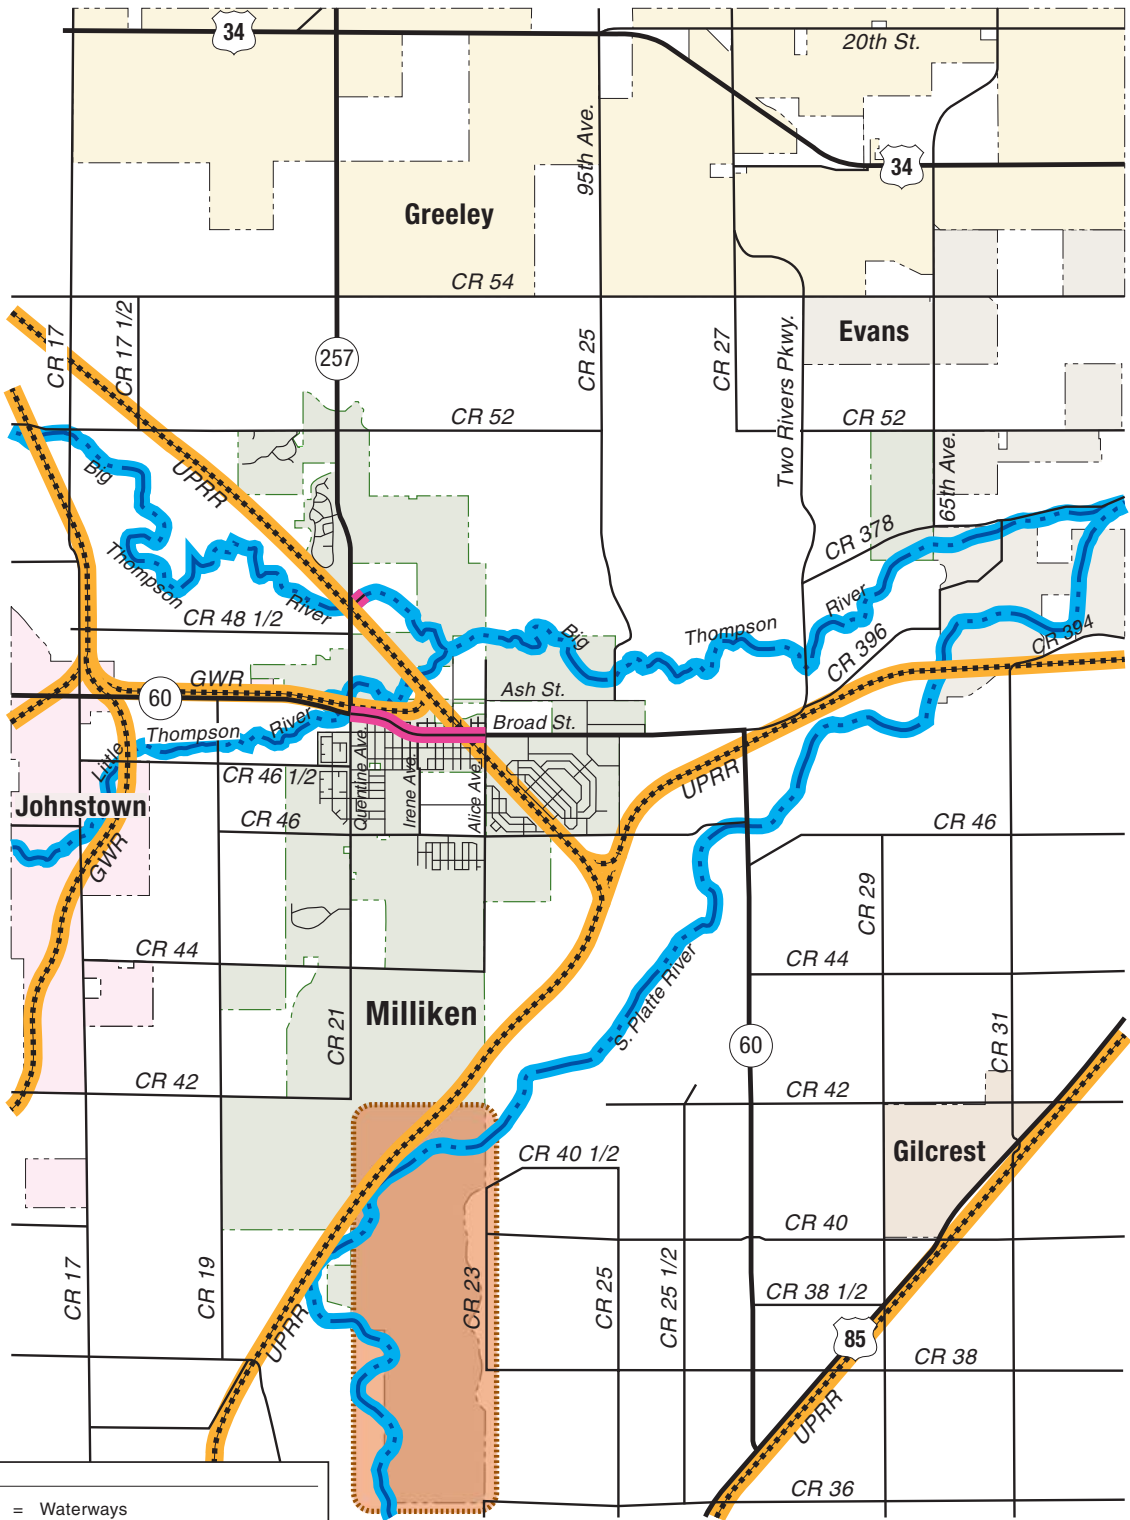 34
20th St.
95th Ave.
34
Greeley
CR 54
CR 17
CR 17 1/2
257
CR 25
CR 27
Two Rivers Pkwy.
Evans
CR 52
CR 52
65th Ave.
Big
UPRR
Thompson
River
CR 378
CR 48 1/2
River
CR 396
CR 394
Big
Thompson
GWR
60
Ash St.
Broad St.
River
Thompson
Little
CR 46 1/2
Quentine Ave.
Irene Ave.
Alice Ave.
UPRR
Johnstown
CR 46
CR 46
GWR
CR 29
CR 44
CR 44
S. Platte River
Milliken
CR 21
60
CR 31
CR 42
CR 42
CR 40 1/2
Gilcrest
CR 40
CR 17
CR 19
CR 23
CR 25
CR 25 1/2
CR 38 1/2
UPRR
85
CR 38
UPRR
CR 36
= Waterways